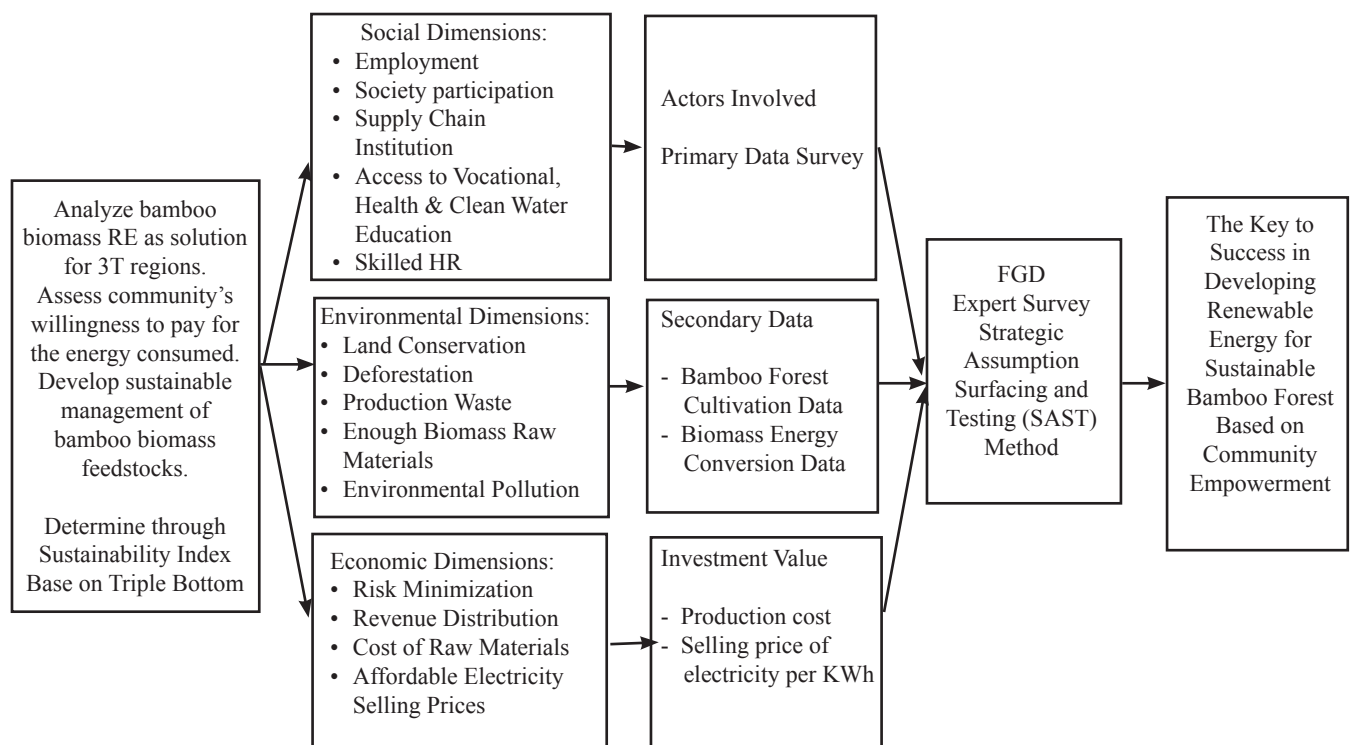 Analyze bamboo
biomass RE as solution
for 3T regions.
Assess community's
willingness to pay for
the energy consumed.
Develop sustainable
management of
bamboo biomass
feedstocks.
Determine through
Sustainability Index
Base on Triple Bottom
Social Dimensions:
• Employment
• Society participation
• Supply Chain
Institution
• Access to Vocational,
Health & Clean Water
Education
• Skilled HR
Environmental Dimensions:
• Land Conservation
• Deforestation
• Production Waste
• Enough Biomass Raw
Materials
• Environmental Pollution
Economic Dimensions:
• Risk Minimization
• Revenue Distribution
• Cost of Raw Materials
• Affordable Electricity
Selling Prices
Actors Involved
Primary Data Survey
Secondary Data
- Bamboo Forest
Cultivation Data
- Biomass Energy
Conversion Data
Investment Value
- Production cost
- Selling price of
electricity per KWh
FGD
Expert Survey
Strategic
Assumption
Surfacing and
Testing (SAST)
Method
The Key to
Success in
Developing
Renewable
Energy for
Sustainable
Bamboo Forest
Based on
Community
Empowerment